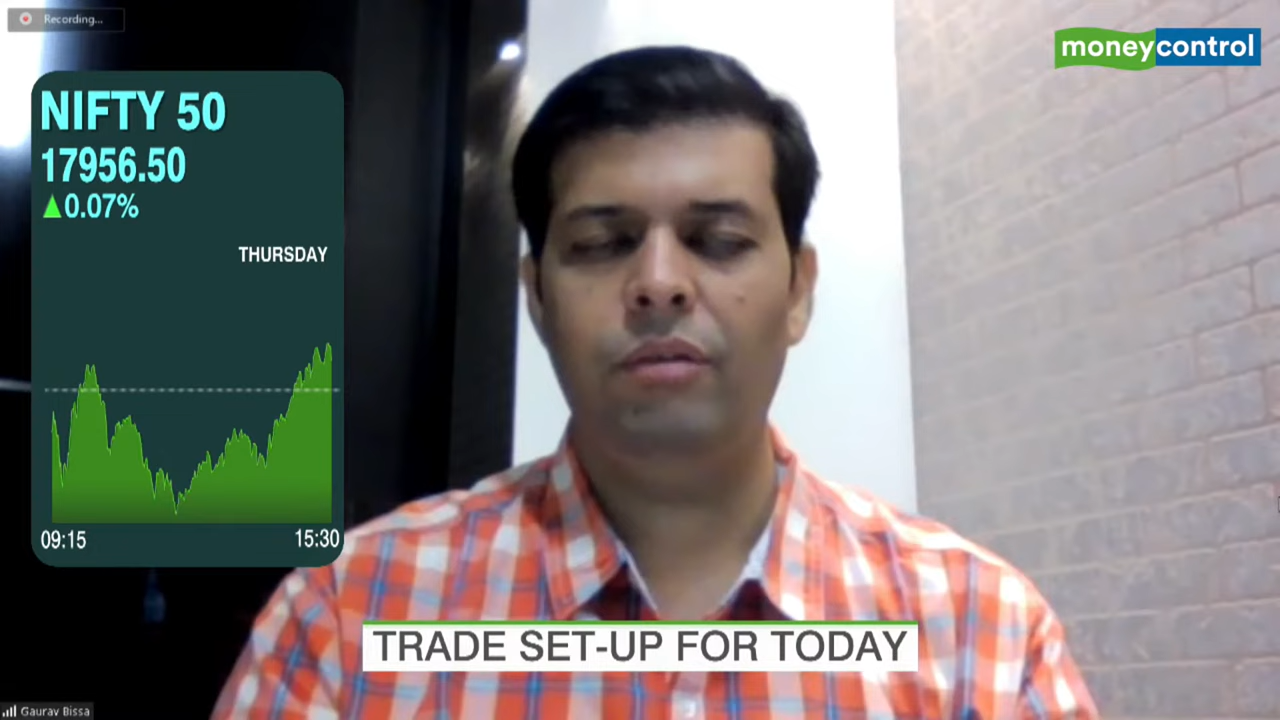 Recording...
moneycontrol
NIFTY 50
17956.50
▲0.07%
THURSDAY
09:15
15:30
TRADE SET-UP FOR TODAY
Gaurav Bissa